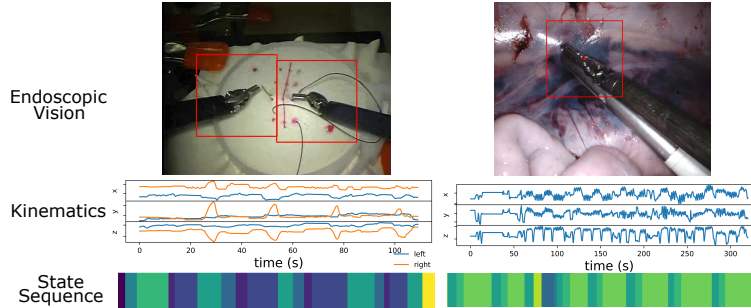 Endoscopic
Vision
Kinematics
x
y
z
0 20 40 60 80 100
time (s)
left
right
x
y
z
0 50 100 150 200 250 300
time (s)
State
Sequence